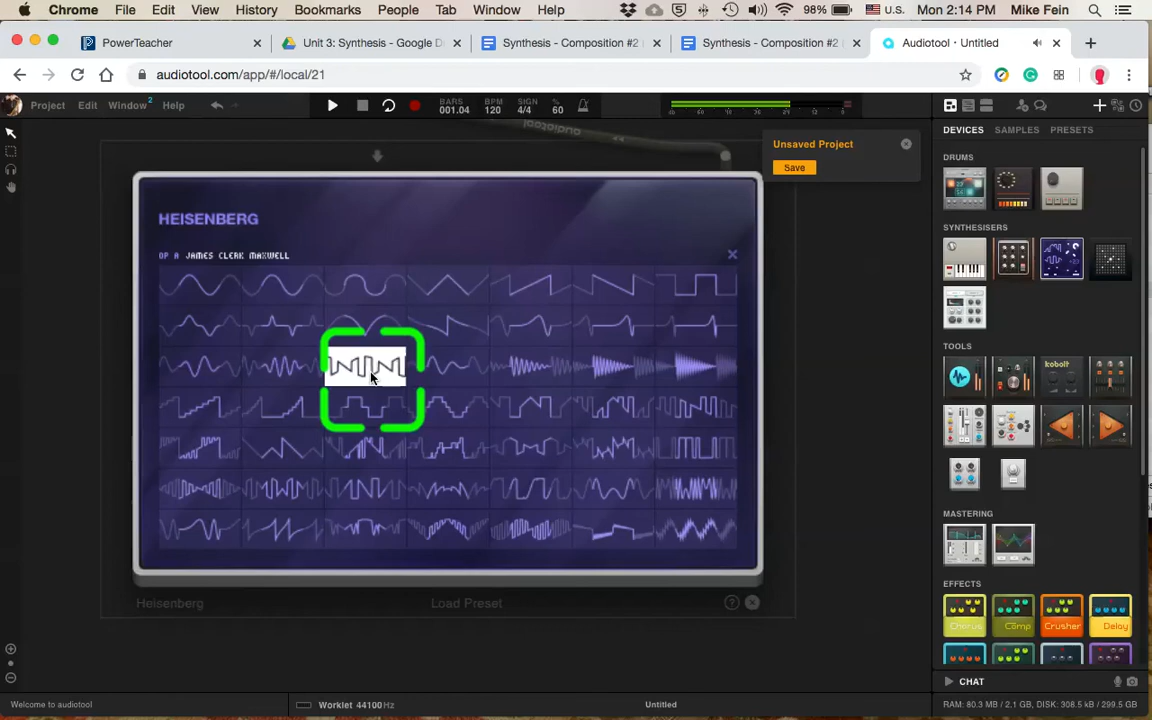 Chrome File Edit View History Bookmarks People Tab Window Help 98% U.S. Mon 2:14 PM Mike Fein
PowerTeacher Unit 3: Synthesis - Google D Synthesis - Composition #2 Synthesis - Composition #2 Audiotool · Untitled
audiotool.com/app/#/local/21
Project Edit Window 2 Help BARS 001.04 BPM 120 SIGN 4/4 % 60
audiotool
Unsaved Project
Save
DEVICES SAMPLES PRESETS
DRUMS
SYNTHESISERS
TOOLS
kobolt
MASTERING
EFFECTS
Chorus Comp Crusher Delay
HEISENBERG
OP A JAMES CLERK MAXWELL
Heisenberg Load Preset
CHAT
Welcome to audiotool Worklet 44100Hz Untitled RAM: 80.3 MB / 2.1 GB, DISK: 308.5 kB / 299.5 GB